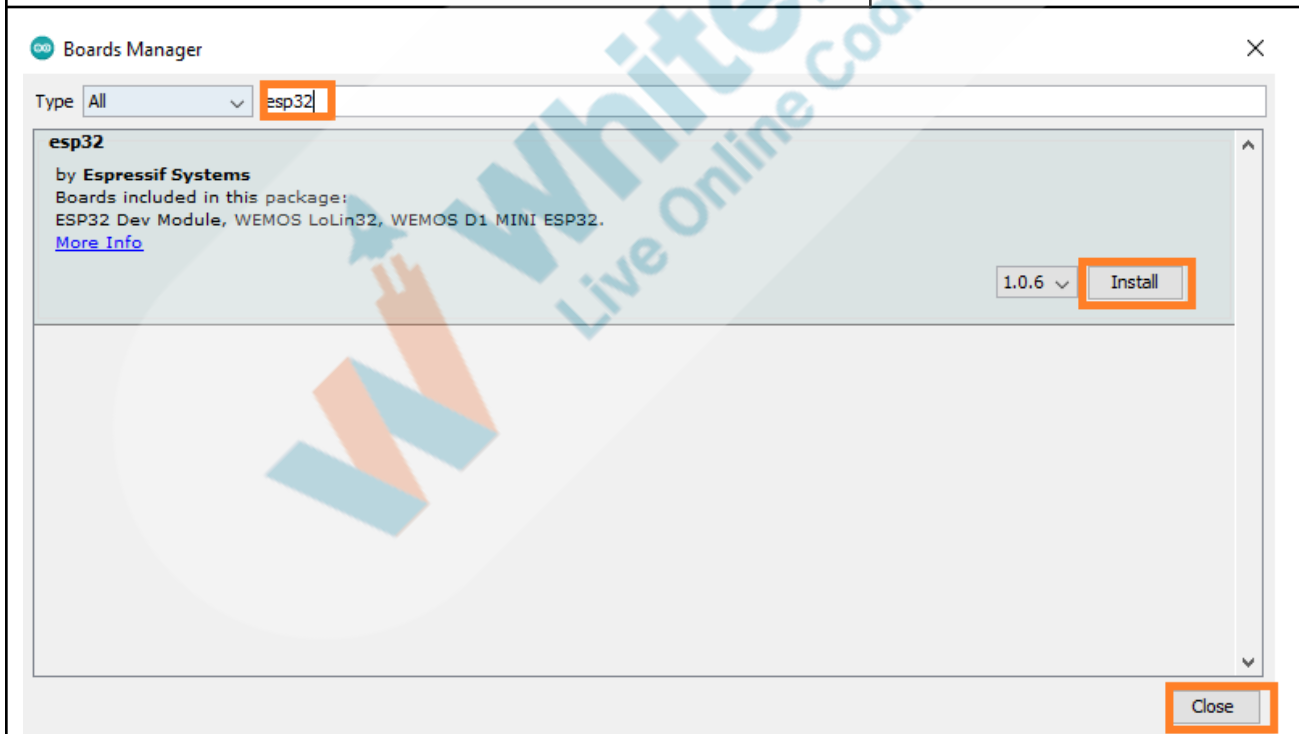 Boards Manager
Type All esp32
esp32
by Espressif Systems
Boards included in this package:
ESP32 Dev Module, WEMOS LoLin32, WEMOS D1 MINI ESP32.
More Info
1.0.6 Install
Close
White
Live Online